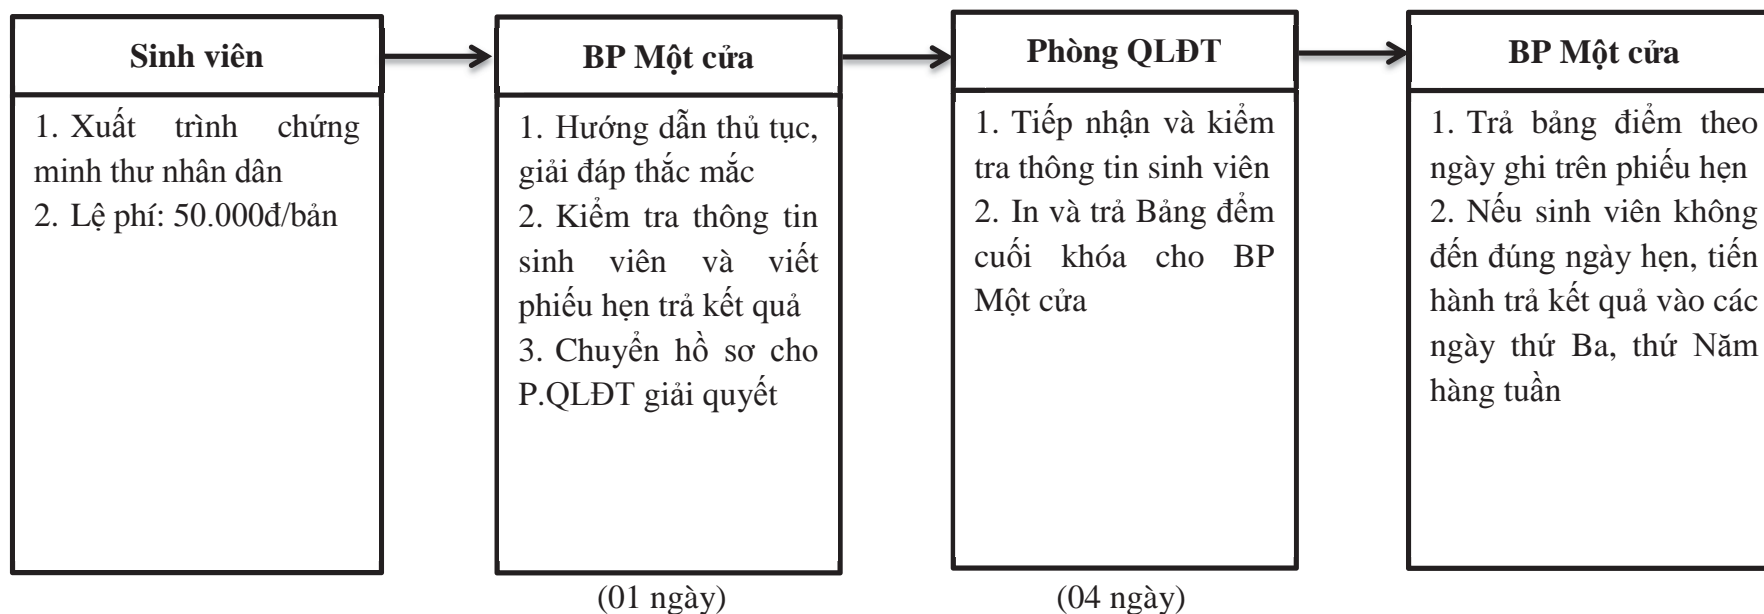 Sinh viên
1. Xuất trình chứng
minh thư nhân dân
2. Lệ phí: 50.000đ/bản
BP Một cửa
1. Hướng dẫn thủ tục,
giải đáp thắc mắc
2. Kiểm tra thông tin
sinh viên và viết
phiếu hẹn trả kết quả
3. Chuyển hồ sơ cho
P.QLĐT giải quyết
(01 ngày)
Phòng QLĐT
1. Tiếp nhận và kiểm
tra thông tin sinh viên
2. In và trả Bảng đểm
cuối khóa cho BP
Một cửa
(04 ngày)
BP Một cửa
1. Trả bảng điểm theo
ngày ghi trên phiếu hẹn
2. Nếu sinh viên không
đến đúng ngày hẹn, tiến
hành trả kết quả vào các
ngày thứ Ba, thứ Năm
hàng tuần